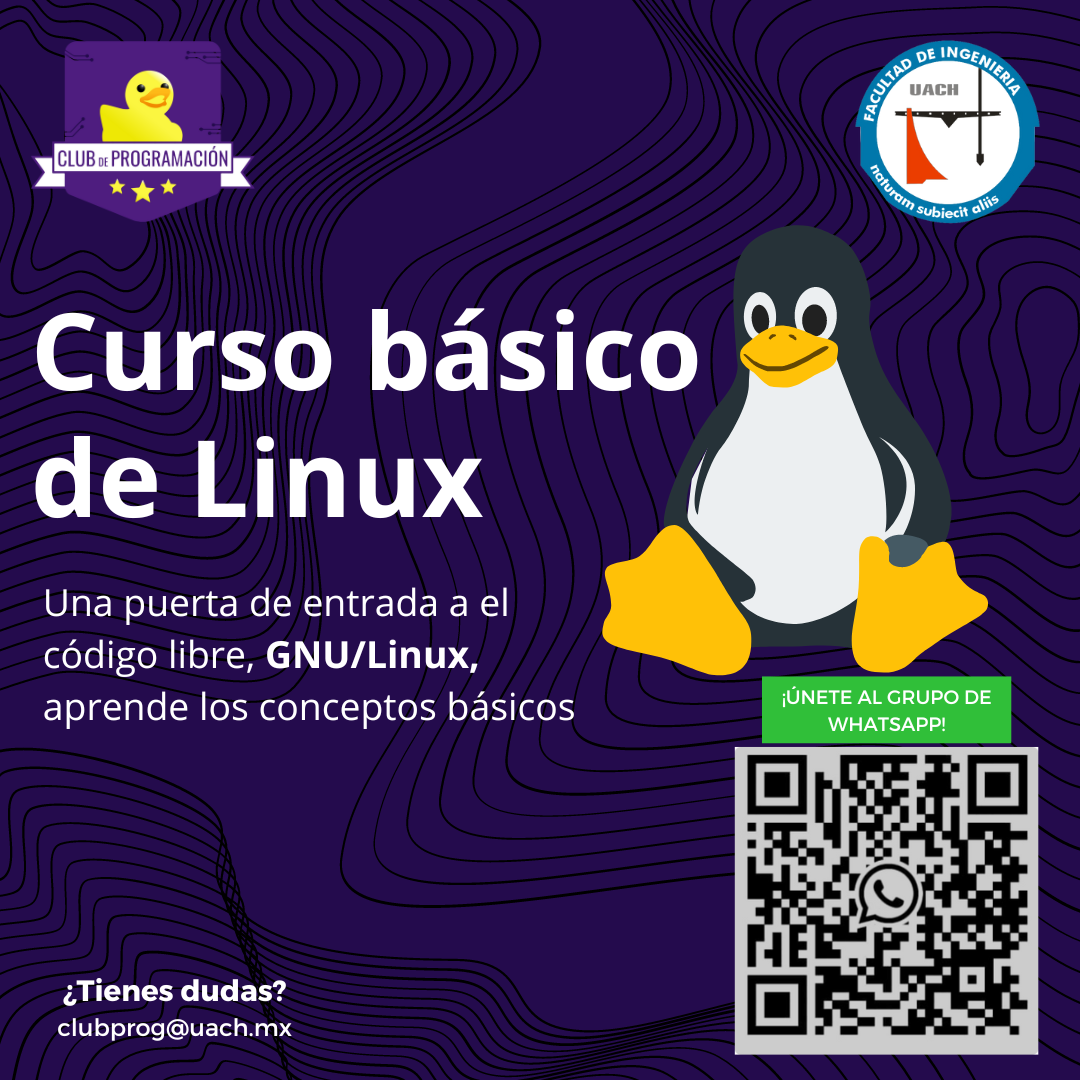 CLUB DE PROGRAMACIÓN
FACULTAD DE INGENIERIA
UACH
naturam subiecit aliis
Curso básico
de Linux
Una puerta de entrada a el
código libre, GNU/Linux,
aprende los conceptos básicos
¡ÚNETE AL GRUPO DE
WHATSAPP!
¿Tienes dudas?
clubprog@uach.mx